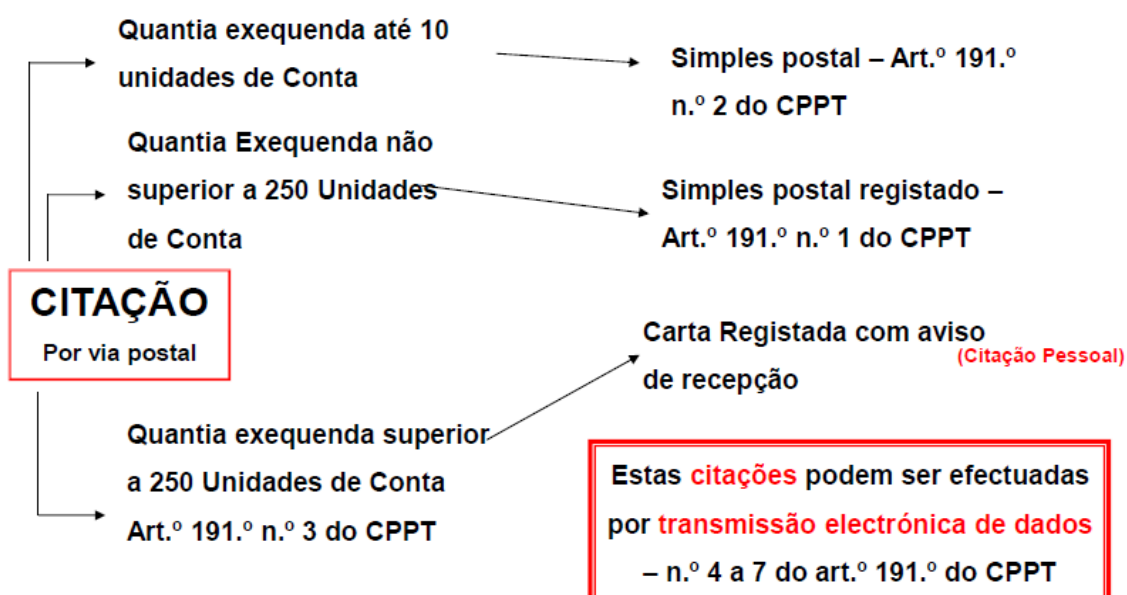 Quantia exequenda até 10
unidades de Conta
Simples postal – Art.º 191.º
n.º 2 do CPPT
Quantia Exequenda não
superior a 250 Unidades
de Conta
Simples postal registado –
Art.º 191.º n.º 1 do CPPT
CITAÇÃO
Por via postal
Carta Registada com aviso
de recepção
(Citação Pessoal)
Quantia exequenda superior
a 250 Unidades de Conta
Art.º 191.º n.º 3 do CPPT
Estas citações podem ser efectuadas
por transmissão electrónica de dados
– n.º 4 a 7 do art.º 191.º do CPPT